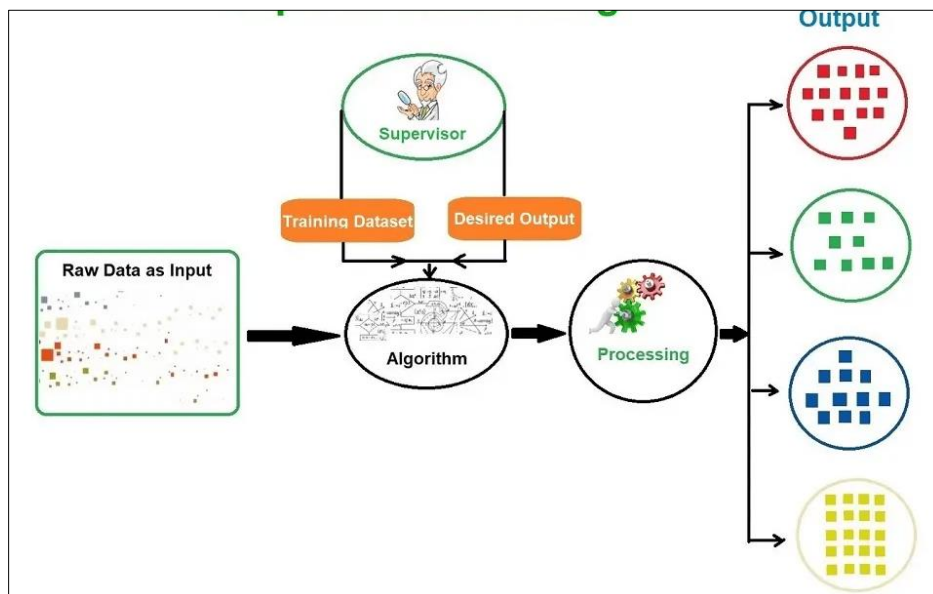 Output
Supervisor
Training Dataset
Desired Output
Raw Data as Input
Algorithm
Processing